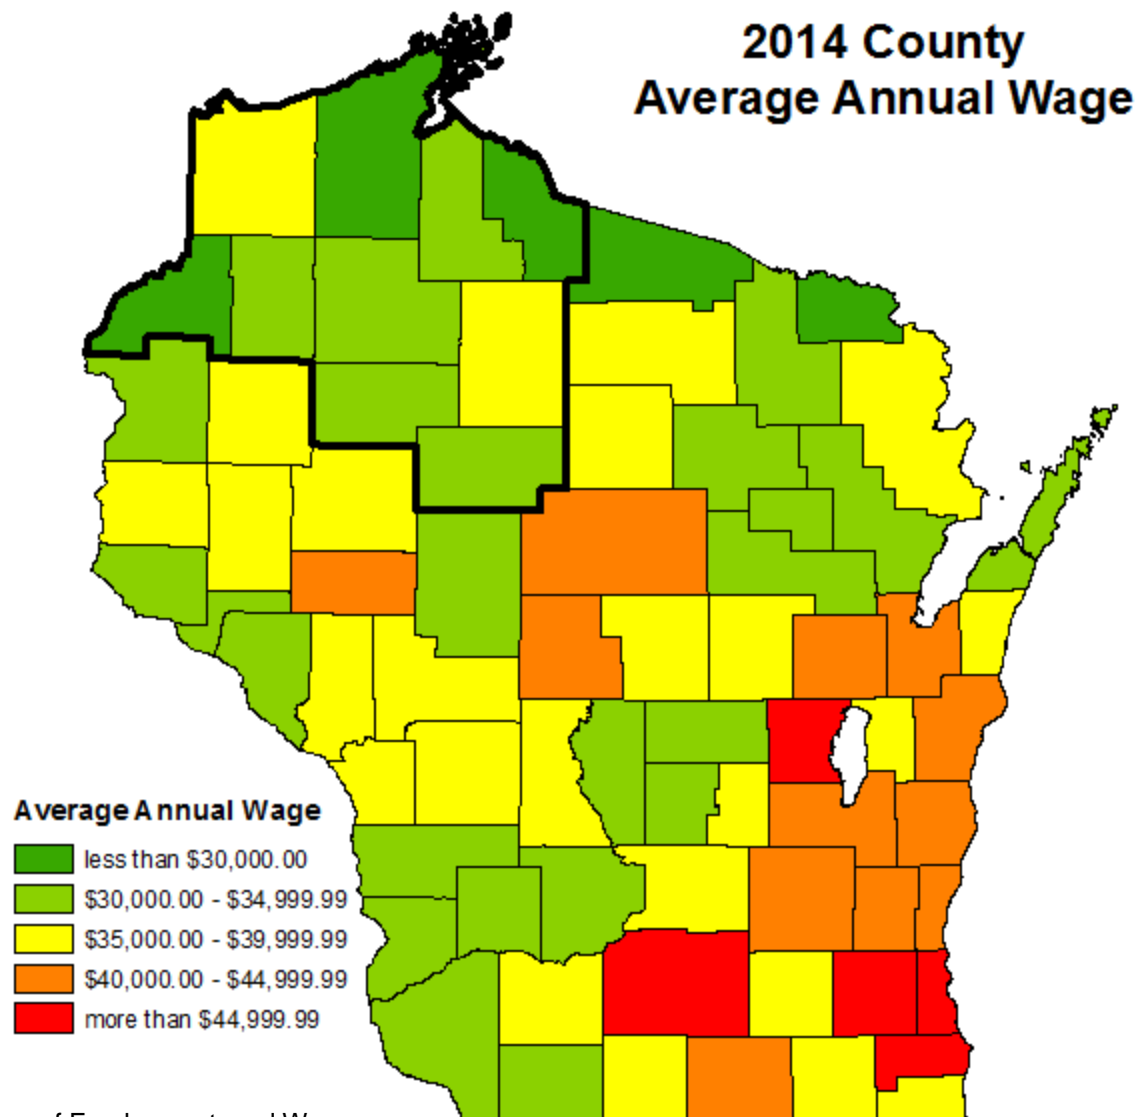 2014 County
Average Annual Wage
Average Annual Wage
less than $30,000.00
$30,000.00 - $34,999.99
$35,000.00 - $39,999.99
$40,000.00 - $44,999.99
more than $44,999.99